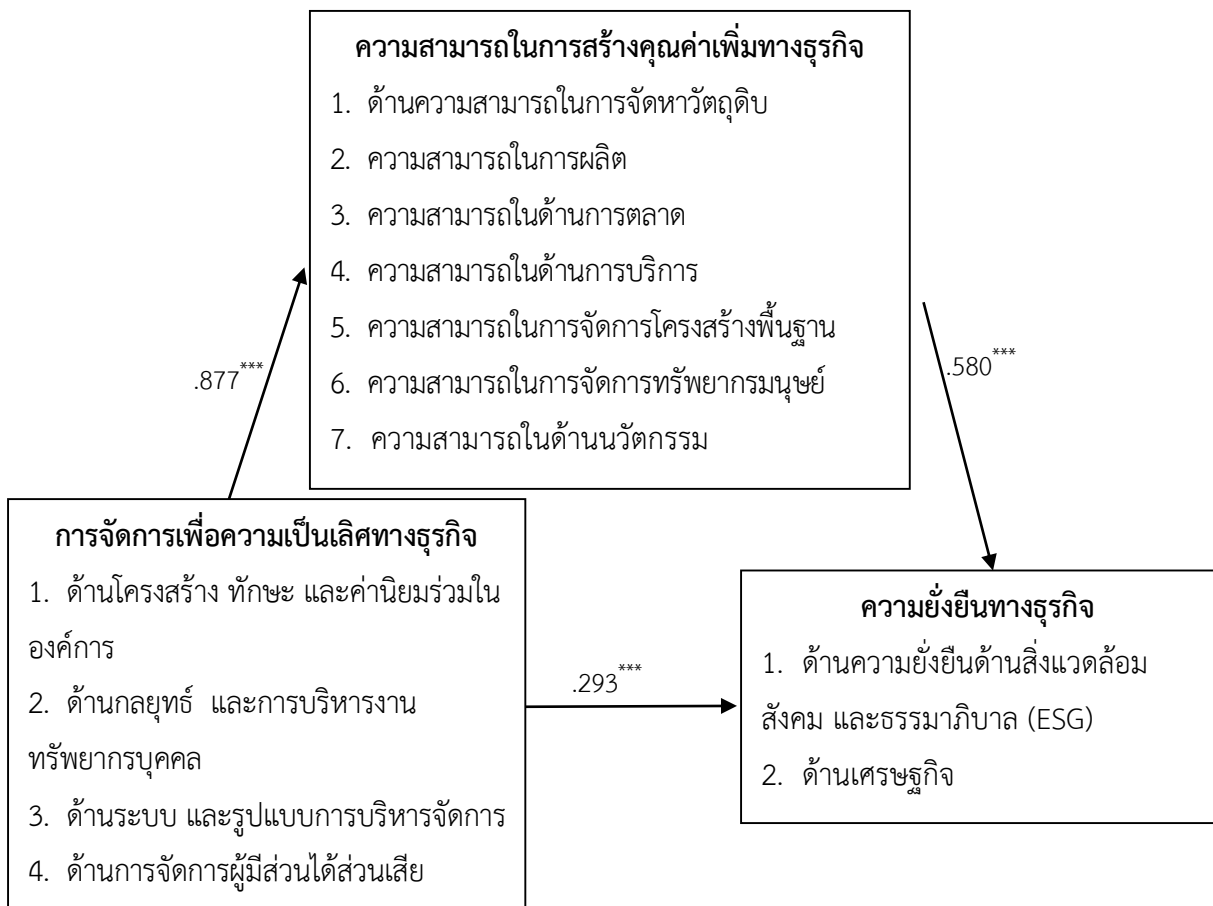 ความสามารถในการสร้างคุณค่าเพิ่มทางธุรกิจ
1. ด้านความสามารถในการจัดหาวัตถุดิบ
2. ความสามารถในการผลิต
3. ความสามารถในด้านการตลาด
4. ความสามารถในด้านการบริการ
5. ความสามารถในการจัดการโครงสร้างพื้นฐาน
6. ความสามารถในการจัดการทรัพยากรมนุษย์
7. ความสามารถในด้านนวัตกรรม
.877***
.580***
การจัดการเพื่อความเป็นเลิศทางธุรกิจ
1. ด้านโครงสร้าง ทักษะ และค่านิยมร่วมใน
องค์การ
2. ด้านกลยุทธ์ และการบริหารงาน
ทรัพยากรบุคคล
3. ด้านระบบ และรูปแบบการบริหารจัดการ
4. ด้านการจัดการผู้มีส่วนได้ส่วนเสีย
.293***
ความยั่งยืนทางธุรกิจ
1. ด้านความยั่งยืนด้านสิ่งแวดล้อม
สังคม และธรรมาภิบาล (ESG)
2. ด้านเศรษฐกิจ